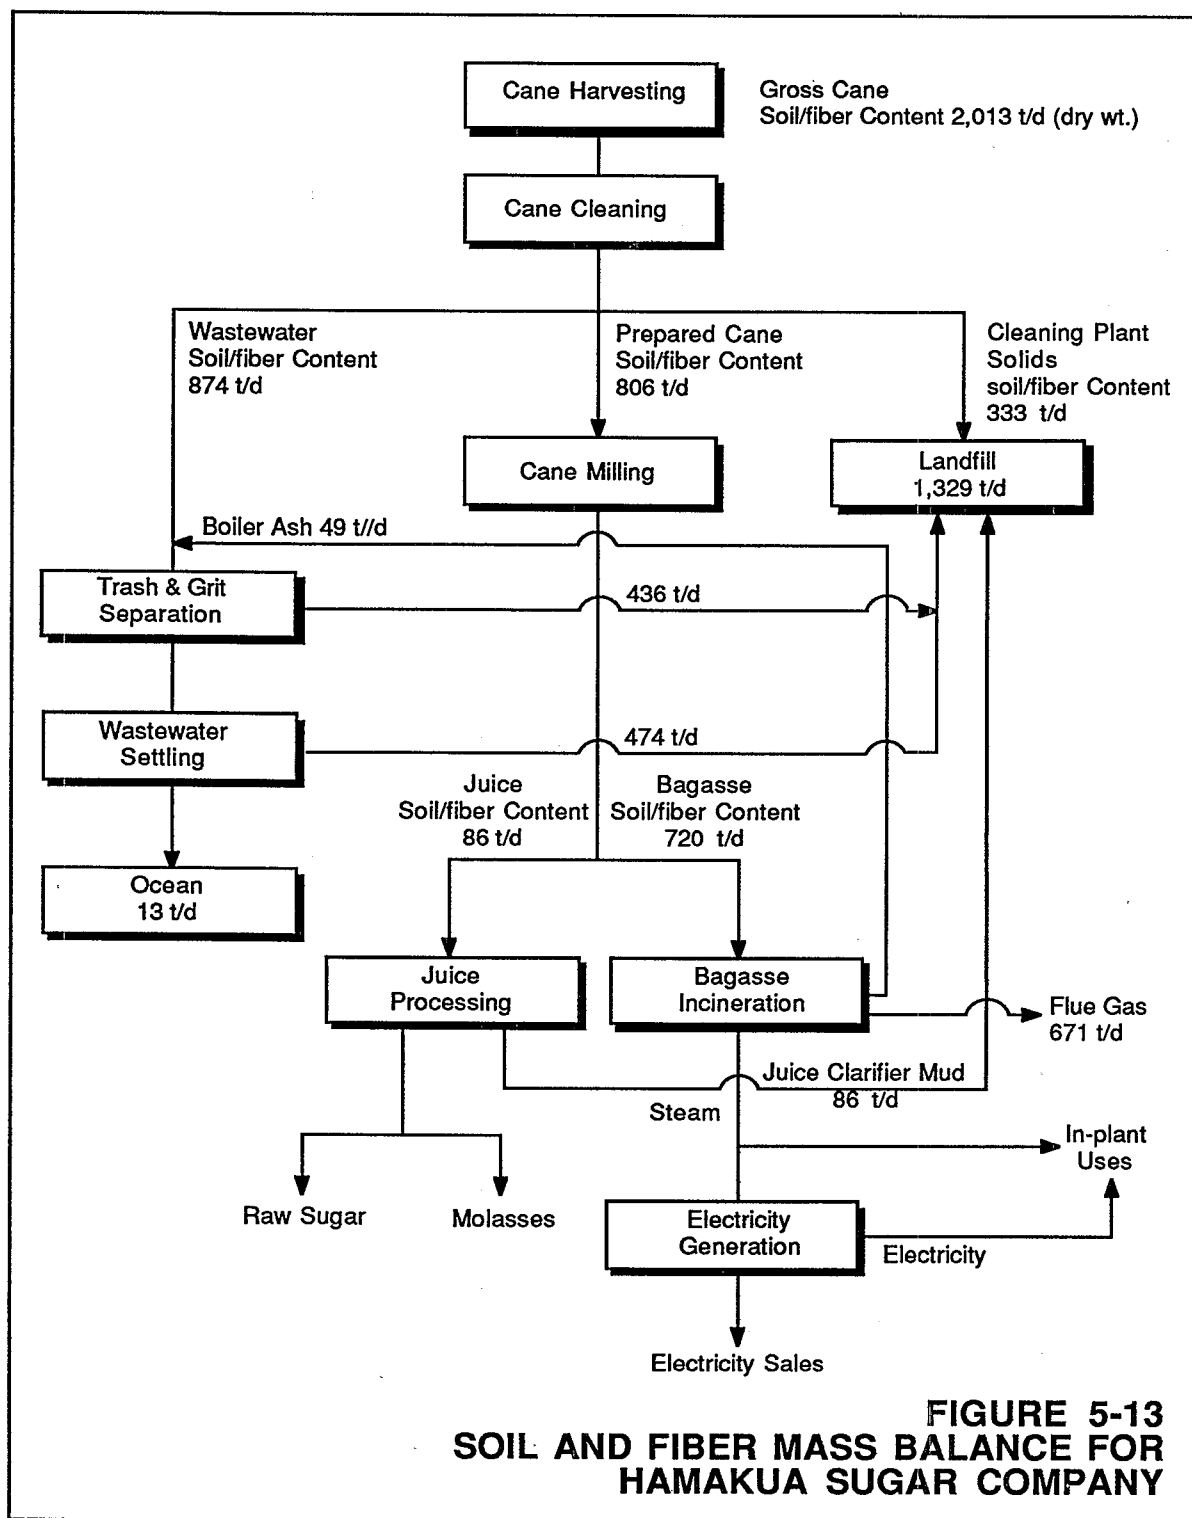 Cane Harvesting
Gross Cane
Soil/fiber Content 2,013 t/d (dry wt.)
Cane Cleaning
Wastewater
Soil/fiber Content
874 t/d
Prepared Cane
Soil/fiber Content
806 t/d
Cleaning Plant
Solids
soil/fiber Content
333 t/d
Cane Milling
Landfill
1,329 t/d
Boiler Ash 49 t//d
Trash & Grit
Separation
436 t/d
Wastewater
Settling
474 t/d
Juice
Soil/fiber Content
86 t/d
Bagasse
Soil/fiber Content
720 t/d
Ocean
13 t/d
Juice
Processing
Bagasse
Incineration
Flue Gas
671 t/d
Juice Clarifier Mud
86 t/d
Steam
In-plant
Uses
Raw Sugar
Molasses
Electricity
Generation
Electricity
Electricity Sales
FIGURE 5-13
SOIL AND FIBER MASS BALANCE FOR
HAMAKUA SUGAR COMPANY